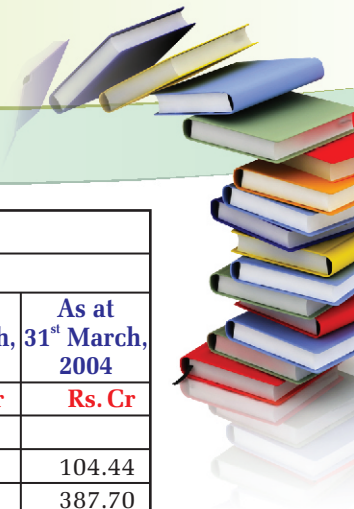 As at
h, 31st March,
2004
r Rs. Cr
104.44
387.70